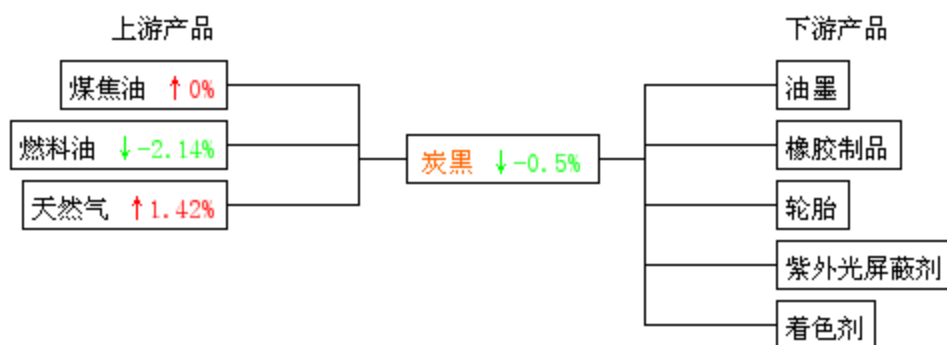 上游产品
下游产品
煤焦油 ↑0%
燃料油 ↓-2.14%
天然气 ↑1.42%
炭黑 ↓-0.5%
油墨
橡胶制品
轮胎
紫外光屏蔽剂
着色剂